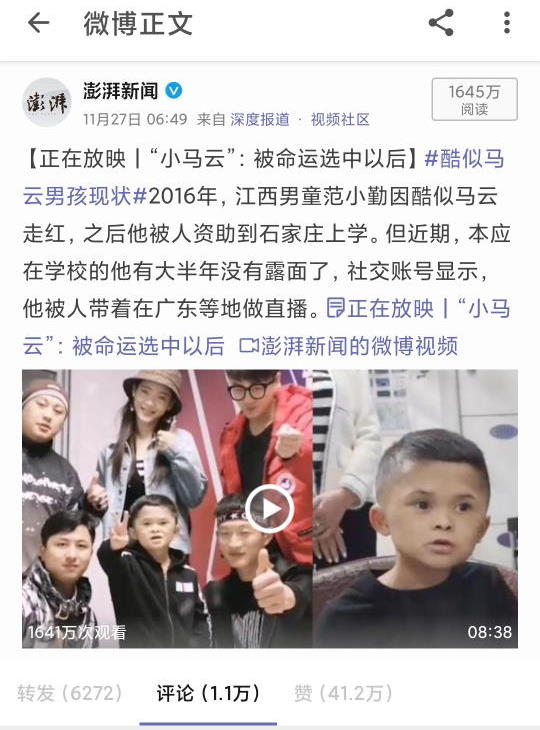 微博正文
澎湃
澎湃新闻
1645万
阅读
11月27日 06:49 来自 深度报道 · 视频社区
【正在放映丨“小马云”：被命运选中以后】#酷似马
云男孩现状#2016年，江西男童范小勤因酷似马云
走红，之后他被人资助到石家庄上学。但近期，本应
在学校的他有大半年没有露面了，社交账号显示，
他被人带着在广东等地做直播。正在放映丨“小马
云”：被命运选中以后 澎湃新闻的微博视频
1641万次观看
08:38
转发（6272） 评论（1.1万） 赞（41.2万）